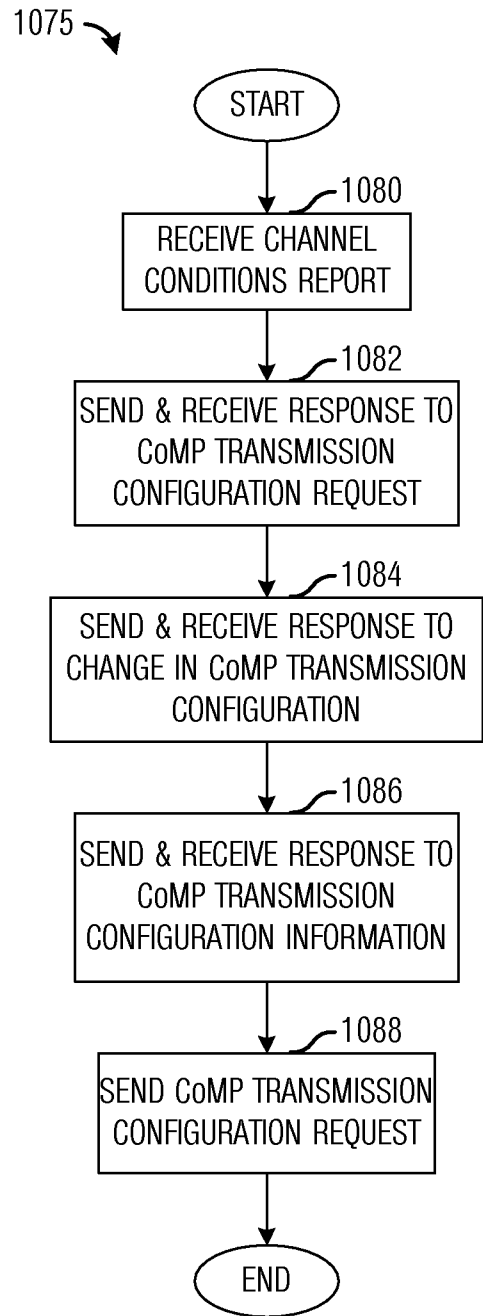 1075
START
1080
RECEIVE CHANNEL
CONDITIONS REPORT
1082
SEND & RECEIVE RESPONSE TO
CoMP TRANSMISSION
CONFIGURATION REQUEST
1084
SEND & RECEIVE RESPONSE TO
CHANGE IN CoMP TRANSMISSION
CONFIGURATION
1086
SEND & RECEIVE RESPONSE TO
CoMP TRANSMISSION
CONFIGURATION INFORMATION
1088
SEND CoMP TRANSMISSION
CONFIGURATION REQUEST
END